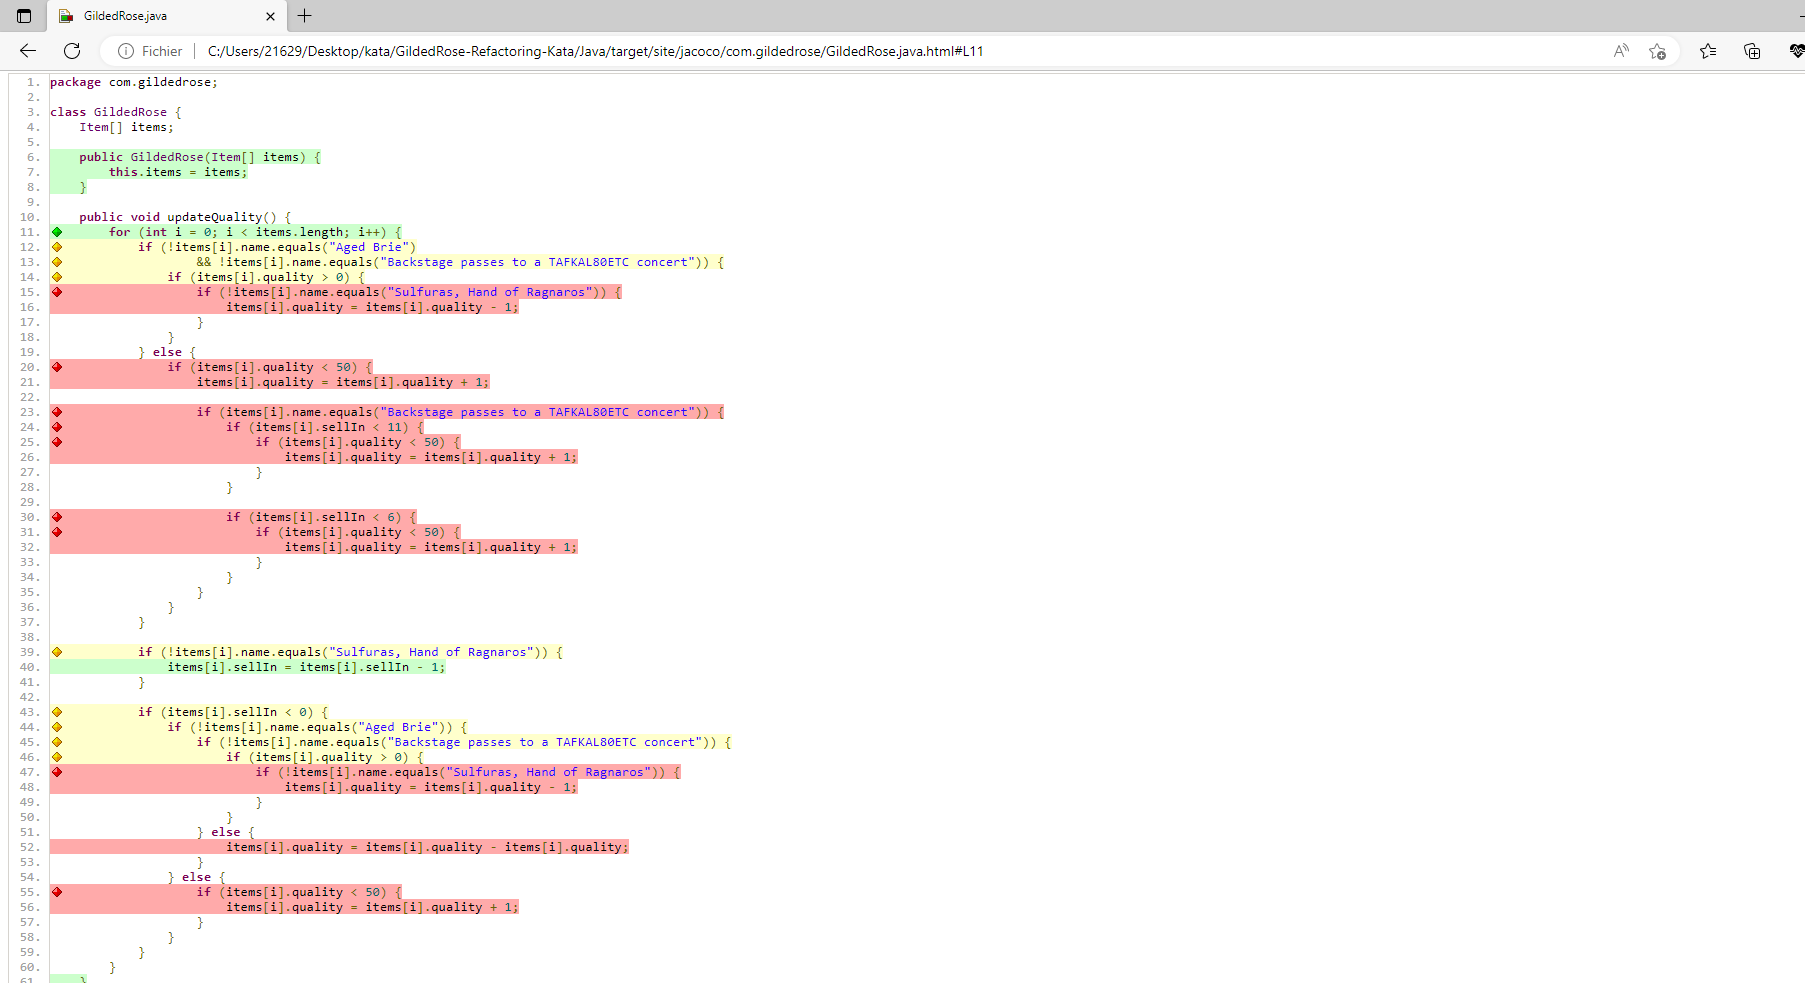 GildedRose.java
Fichier C:/Users/21629/Desktop/kata/GildedRose-Refactoring-Kata/Java/target/site/jacoco/com.gildedrose/GildedRose.java.html#L11
1. package com.gildedrose;
2.
3. class GildedRose {
4.     Item[] items;
5.
6.     public GildedRose(Item[] items) {
7.         this.items = items;
8.     }
9.
10.     public void updateQuality() {
11.         for (int i = 0; i < items.length; i++) {
12.             if (!items[i].name.equals("Aged Brie")
13.                     && !items[i].name.equals("Backstage passes to a TAFKAL80ETC concert")) {
14.                 if (items[i].quality > 0) {
15.                     if (!items[i].name.equals("Sulfuras, Hand of Ragnaros")) {
16.                         items[i].quality = items[i].quality - 1;
17.                     }
18.                 }
19.             } else {
20.                 if (items[i].quality < 50) {
21.                     items[i].quality = items[i].quality + 1;
22.
23.                     if (items[i].name.equals("Backstage passes to a TAFKAL80ETC concert")) {
24.                         if (items[i].sellIn < 11) {
25.                             if (items[i].quality < 50) {
26.                                 items[i].quality = items[i].quality + 1;
27.                             }
28.                         }
29.
30.                         if (items[i].sellIn < 6) {
31.                             if (items[i].quality < 50) {
32.                                 items[i].quality = items[i].quality + 1;
33.                             }
34.                         }
35.                     }
36.                 }
37.             }
38.
39.             if (!items[i].name.equals("Sulfuras, Hand of Ragnaros")) {
40.                 items[i].sellIn = items[i].sellIn - 1;
41.             }
42.
43.             if (items[i].sellIn < 0) {
44.                 if (!items[i].name.equals("Aged Brie")) {
45.                     if (!items[i].name.equals("Backstage passes to a TAFKAL80ETC concert")) {
46.                         if (items[i].quality > 0) {
47.                             if (!items[i].name.equals("Sulfuras, Hand of Ragnaros")) {
48.                                 items[i].quality = items[i].quality - 1;
49.                             }
50.                         }
51.                     } else {
52.                         items[i].quality = items[i].quality - items[i].quality;
53.                     }
54.                 } else {
55.                     if (items[i].quality < 50) {
56.                         items[i].quality = items[i].quality + 1;
57.                     }
58.                 }
59.             }
60.         }
61.     }